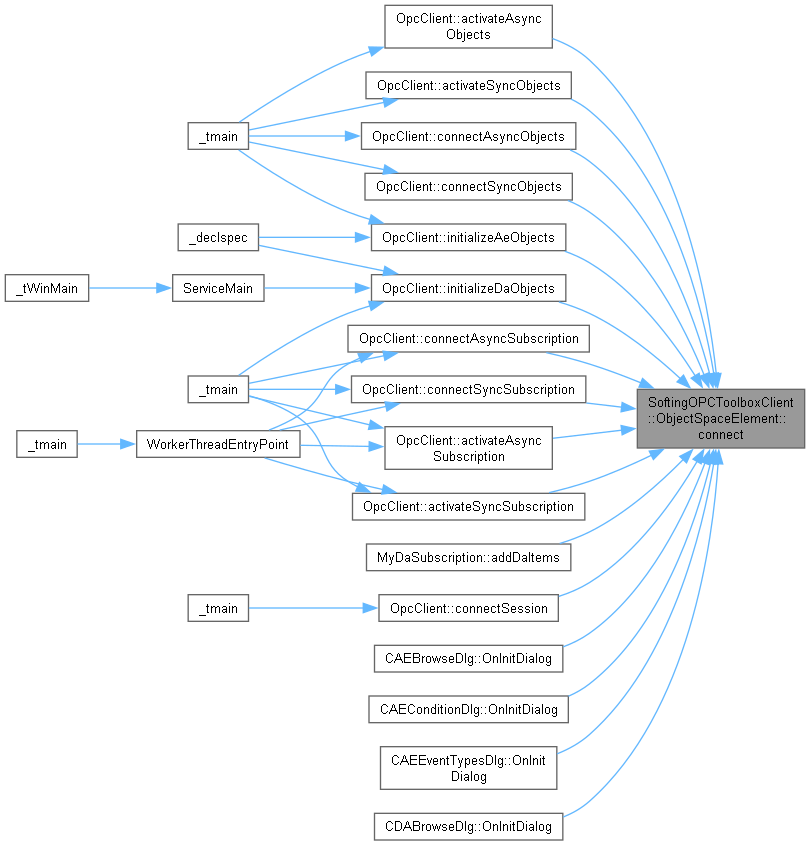 OpcClient::activateAsync
Objects
OpcClient::activateSyncObjects
_tmain
OpcClient::connectAsyncObjects
OpcClient::connectSyncObjects
_declspec
OpcClient::initializeAeObjects
_tWinMain
ServiceMain
OpcClient::initializeDaObjects
OpcClient::connectAsyncSubscription
_tmain
OpcClient::connectSyncSubscription
SoftingOPCToolboxClient
::ObjectSpaceElement::
connect
_tmain
WorkerThreadEntryPoint
OpcClient::activateAsync
Subscription
OpcClient::activateSyncSubscription
MyDaSubscription::addDaItems
_tmain
OpcClient::connectSession
CAEBrowseDlg::OnInitDialog
CAEConditionDlg::OnInitDialog
CAEEventTypesDlg::OnInit
Dialog
CDABrowseDlg::OnInitDialog